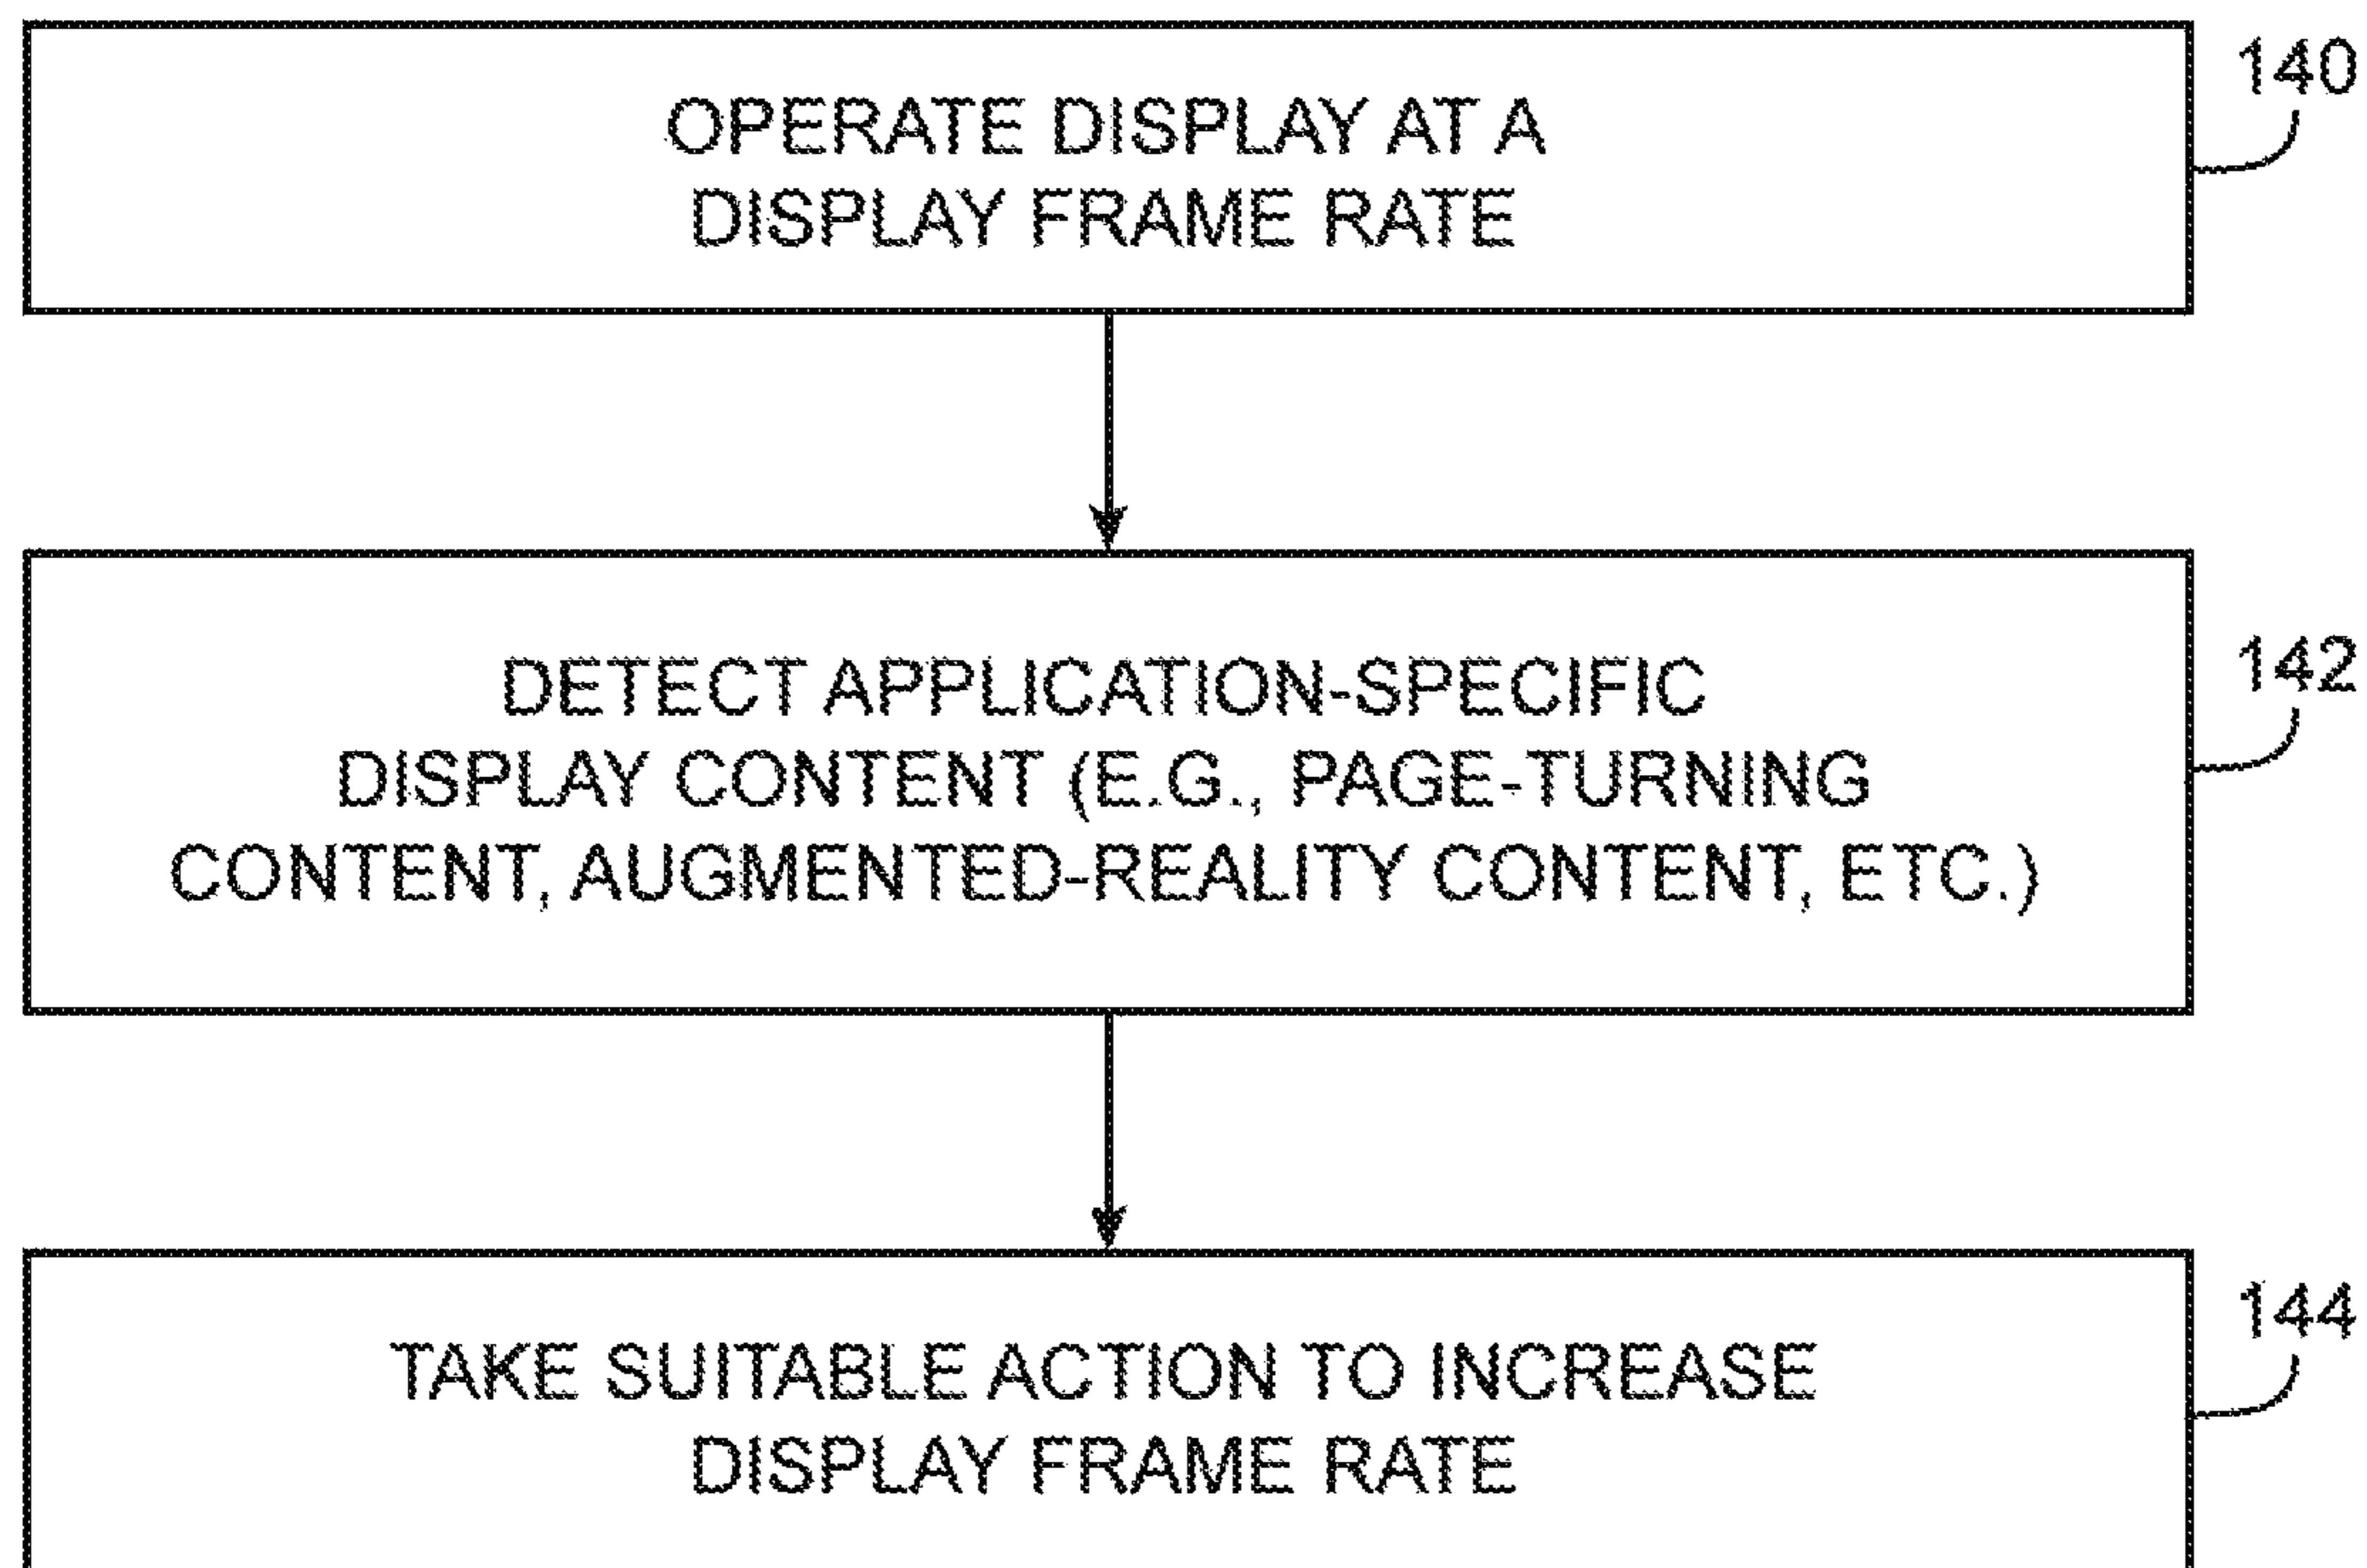 140
OPERATE DISPLAY AT A
DISPLAY FRAME RATE
142
DETECT APPLICATION-SPECIFIC
DISPLAY CONTENT (E.G., PAGE-TURNING
CONTENT, AUGMENTED-REALITY CONTENT, ETC.)
144
TAKE SUITABLE ACTION TO INCREASE
DISPLAY FRAME RATE